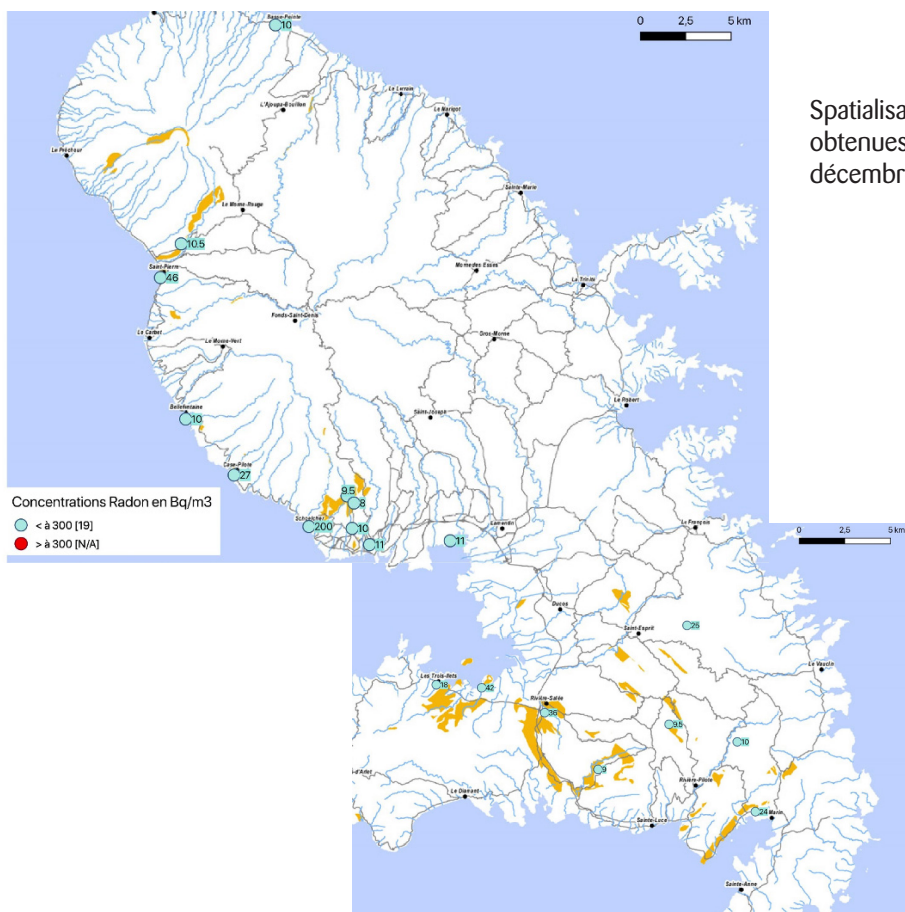 Basse-Pointe
10
0 2,5 5 km
L'Ajoupa-Bouillon
Le Lorrain
Le Marigot
Spatialisa
obtenues
décembr
Le Prêcheur
Sainte-Marie
Le Morne-Rouge
10.5
Saint-Pierre
46
Morne des Esses
La Trinité
Fonds-Saint-Denis
Le Carbet
Le Morne-Vert
Gros-Morne
Bellefontaine
10
Saint-Joseph
Le Robert
Case-Pilote
27
9.5
8
Concentrations Radon en Bq/m3
< à 300 [19]
> à 300 [N/A]
Schoelcher
200
10
11
11
Lamentin
Le François
0 2,5 5 km
Ducos
Saint-Esprit
25
Le Vauclin
Les Trois-Ilets
18
42
Rivière-Salée
36
9.5
10
9
d'Arlet
Le Diamant
Rivière-Pilote
24
Marin
Sainte-Luce
Sainte-Anne